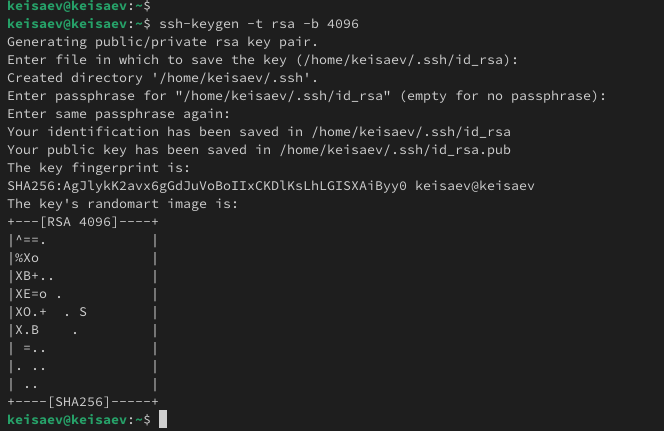 keisaev@keisaev:~$
keisaev@keisaev:~$ ssh-keygen -t rsa -b 4096
Generating public/private rsa key pair.
Enter file in which to save the key (/home/keisaev/.ssh/id_rsa):
Created directory '/home/keisaev/.ssh'.
Enter passphrase for "/home/keisaev/.ssh/id_rsa" (empty for no passphrase):
Enter same passphrase again:
Your identification has been saved in /home/keisaev/.ssh/id_rsa
Your public key has been saved in /home/keisaev/.ssh/id_rsa.pub
The key fingerprint is:
SHA256:AgJlykK2avx6gGdJuVoBoIIxCKDlKsLhLGISXAiByy0 keisaev@keisaev
The key's randomart image is:
+---[RSA 4096]----+
|^==.             |
|%Xo              |
|XB+..            |
|XE=o .           |
|XO.+  . S        |
|X.B    .         |
| =..             |
|. ..             |
| ..              |
+----[SHA256]-----+
keisaev@keisaev:~$